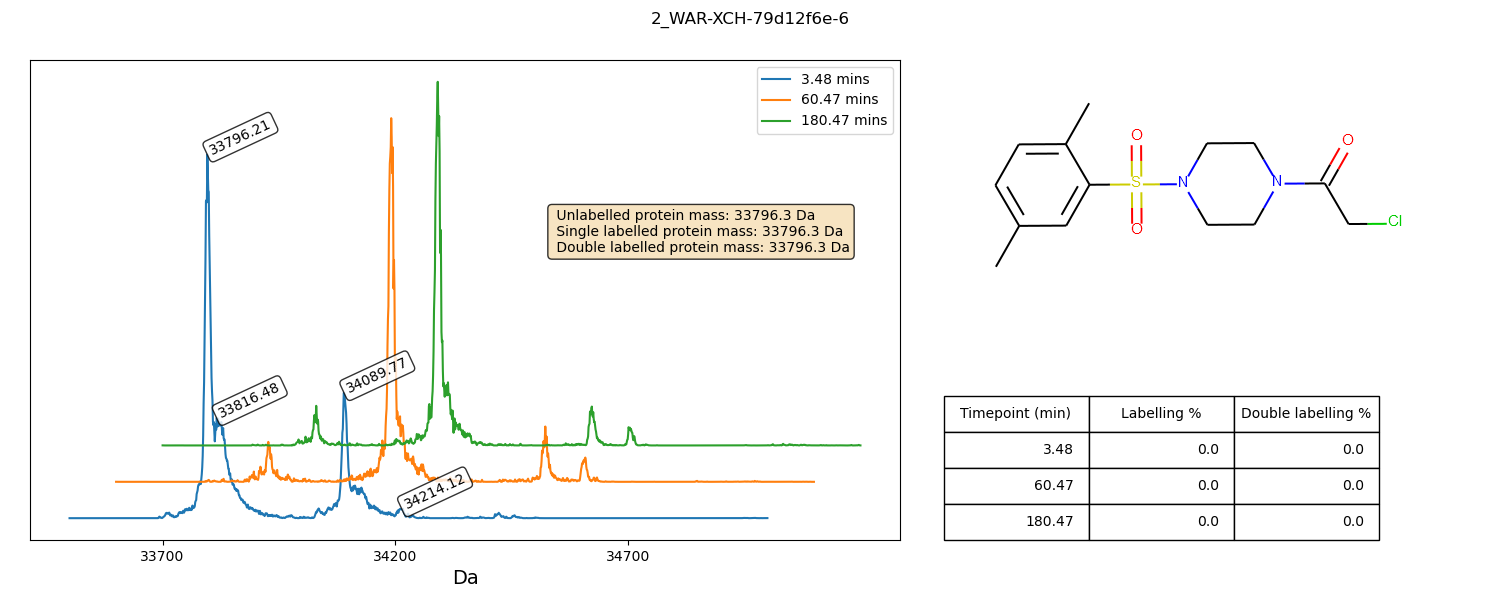 2_WAR-XCH-79d12f6e-6
3.48 mins
60.47 mins
180.47 mins
33796.21
33816.48
34089.77
34214.12
Unlabelled protein mass: 33796.3 Da
Single labelled protein mass: 33796.3 Da
Double labelled protein mass: 33796.3 Da
33700 34200 34700
Da
O
S
O
N
N
O
Cl
Timepoint (min) Labelling % Double labelling %
3.48 0.0 0.0
60.47 0.0 0.0
180.47 0.0 0.0